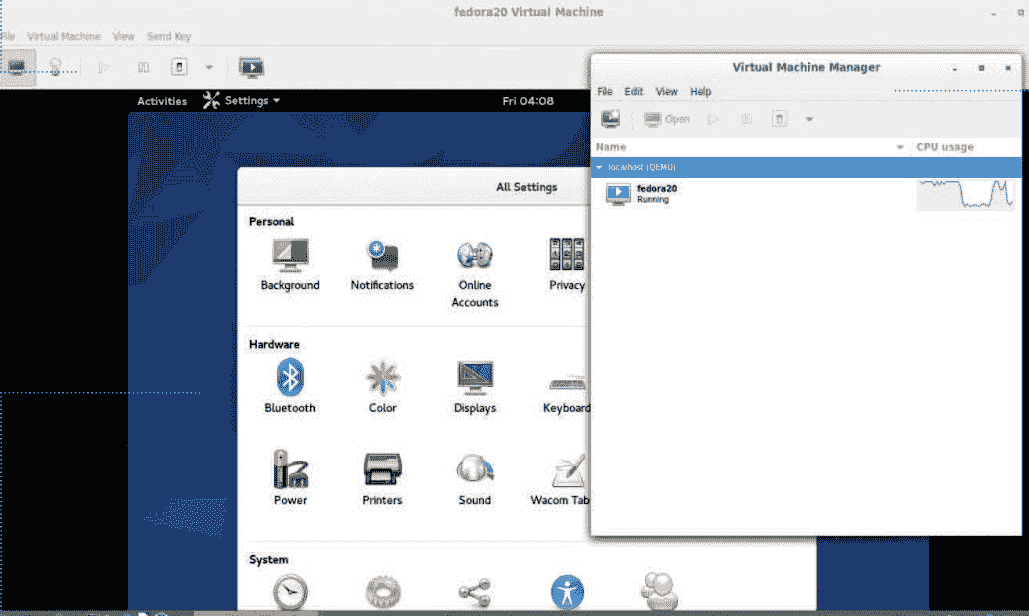 fedora20 Virtual Machine
File Virtual Machine View Send Key
Virtual Machine Manager
File Edit View Help
Open
Name CPU usage
localhost (QEMU)
fedora20
Running
Activities Settings Fri 04:08
All Settings
Personal
Background Notifications Online Accounts Privacy
Hardware
Bluetooth Color Displays Keyboard
Power Printers Sound Wacom Tab
System